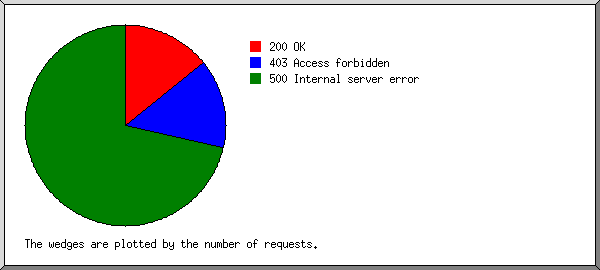 200 OK
403 Access forbidden
500 Internal server error
The wedges are plotted by the number of requests.